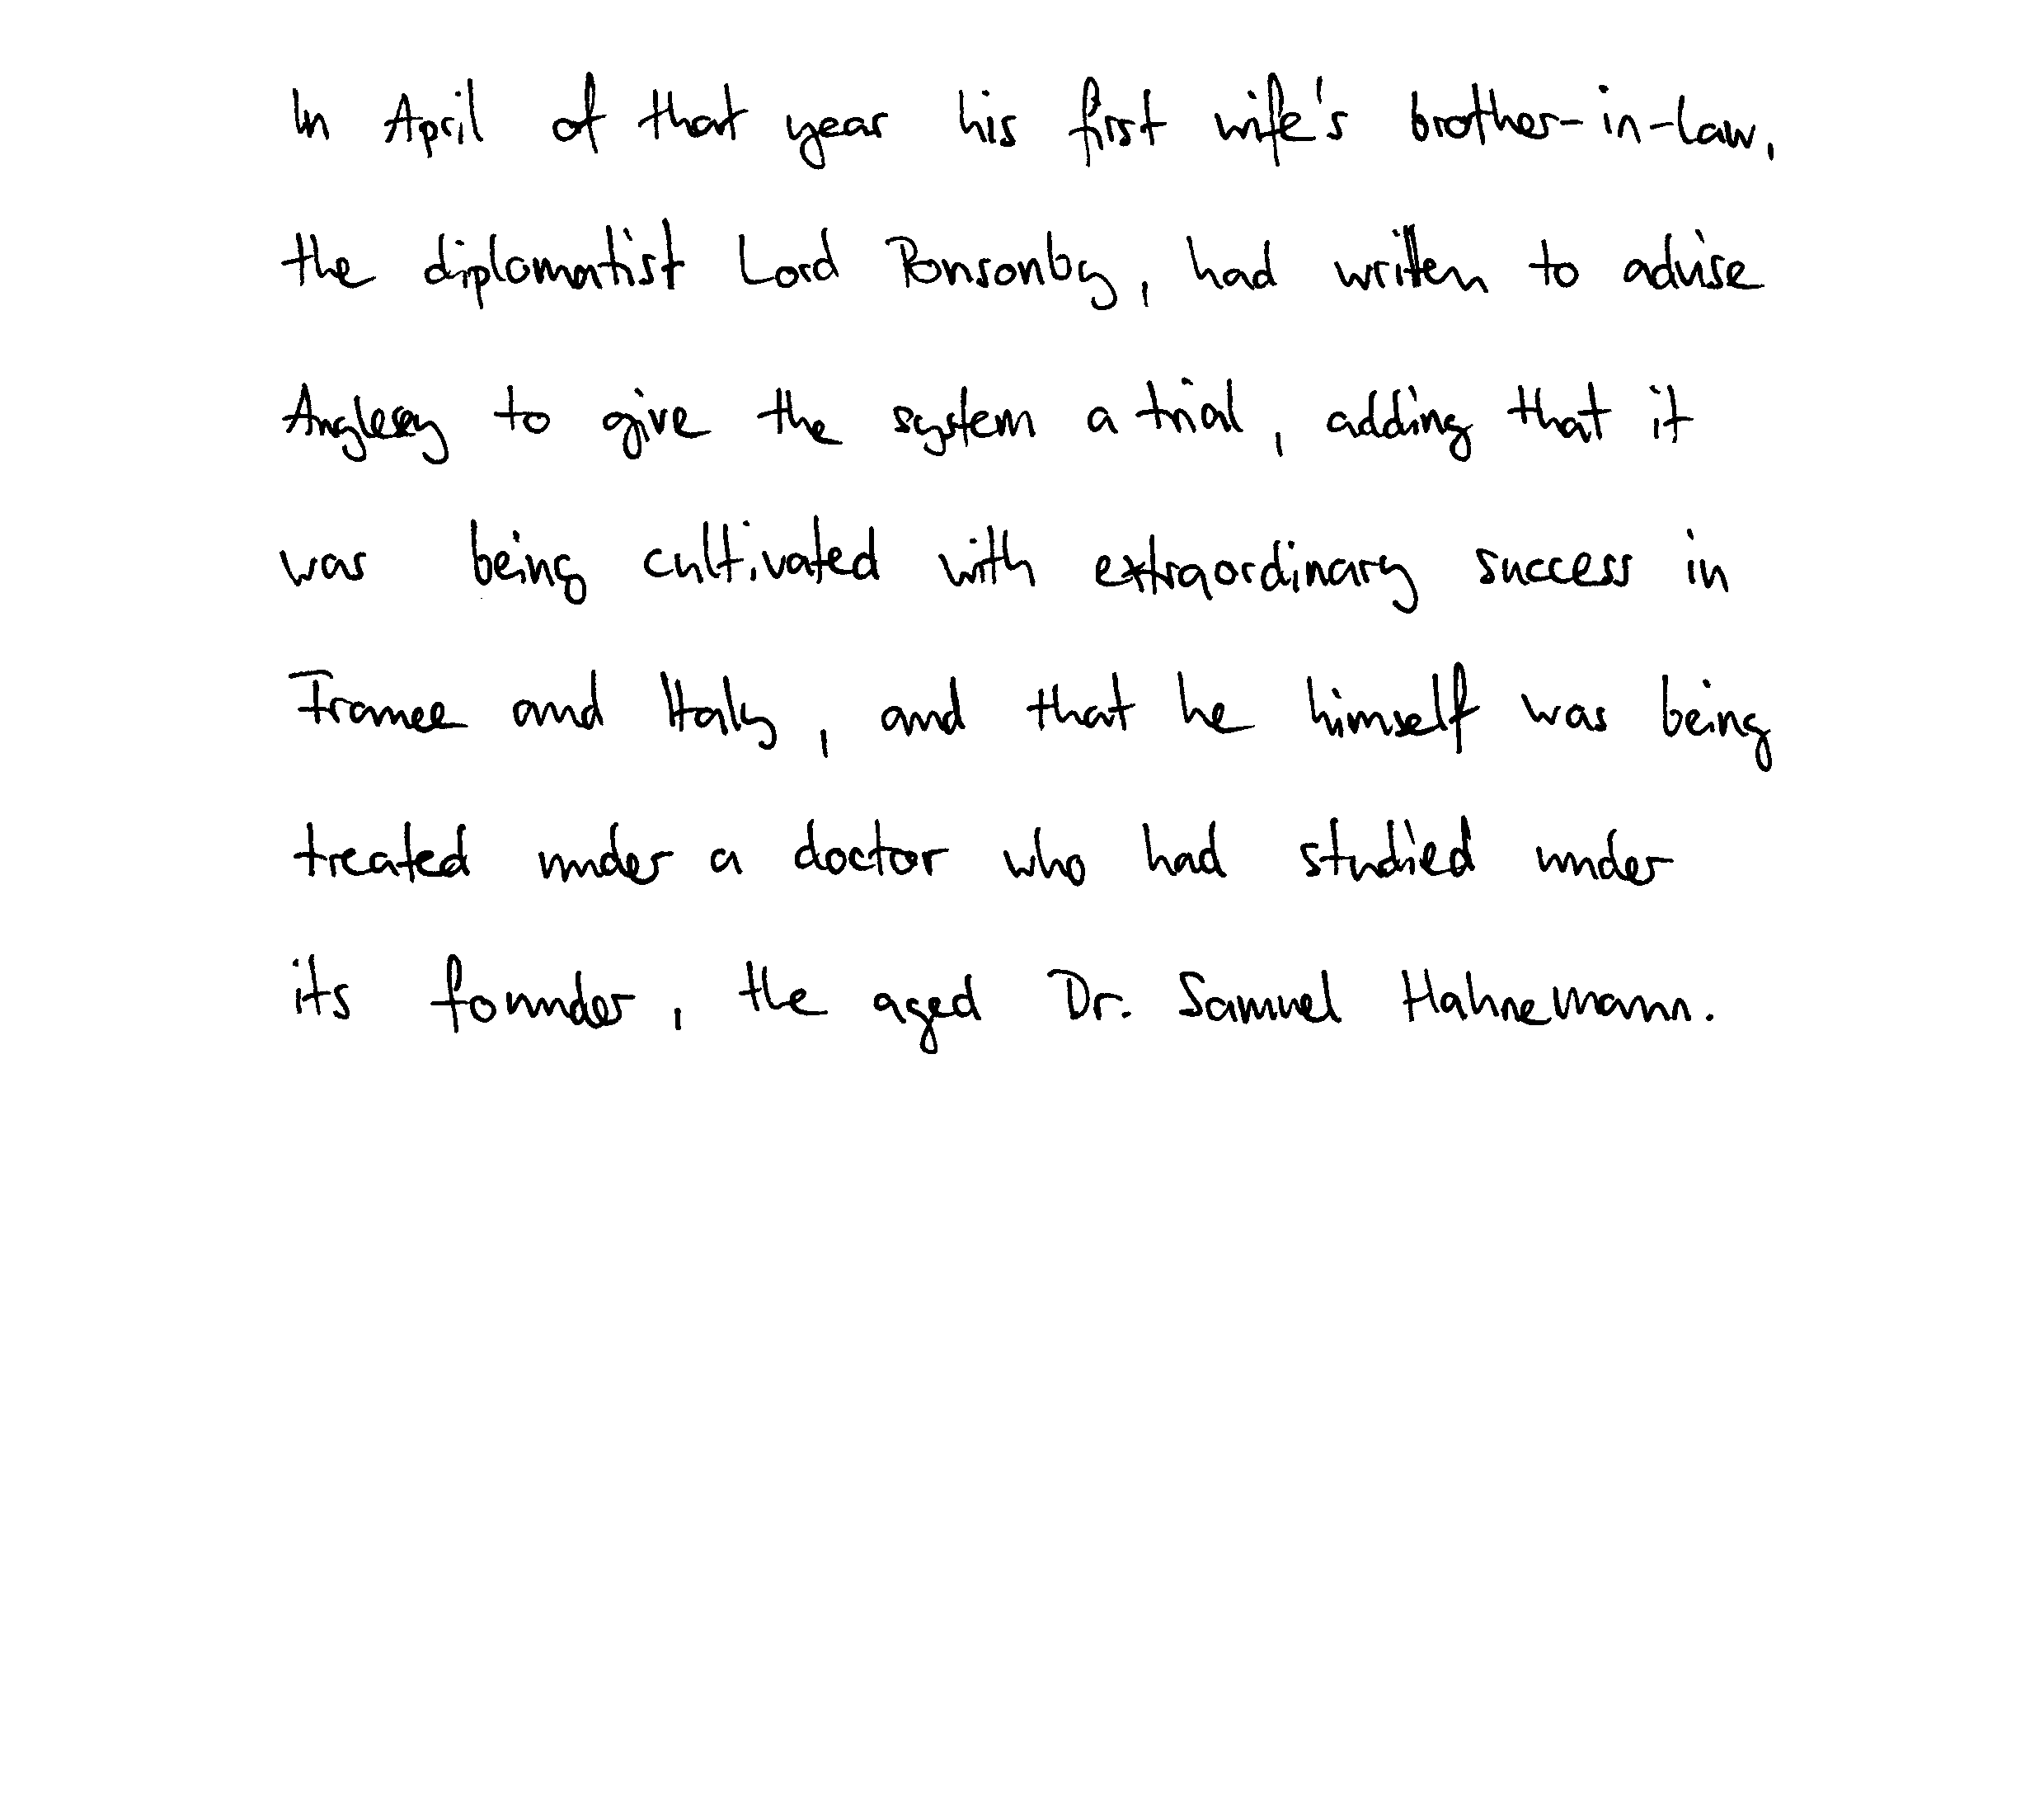 In April of that year his first wife's brother-in-law,
the diplomatist Lord Ponsonby, had written to advise
Anglesey to give the system a trial, adding that it
was being cultivated with extraordinary success in
France and Italy, and that he himself was being
treated under a doctor who had studied under
its founder, the aged Dr. Samuel Hahnemann.